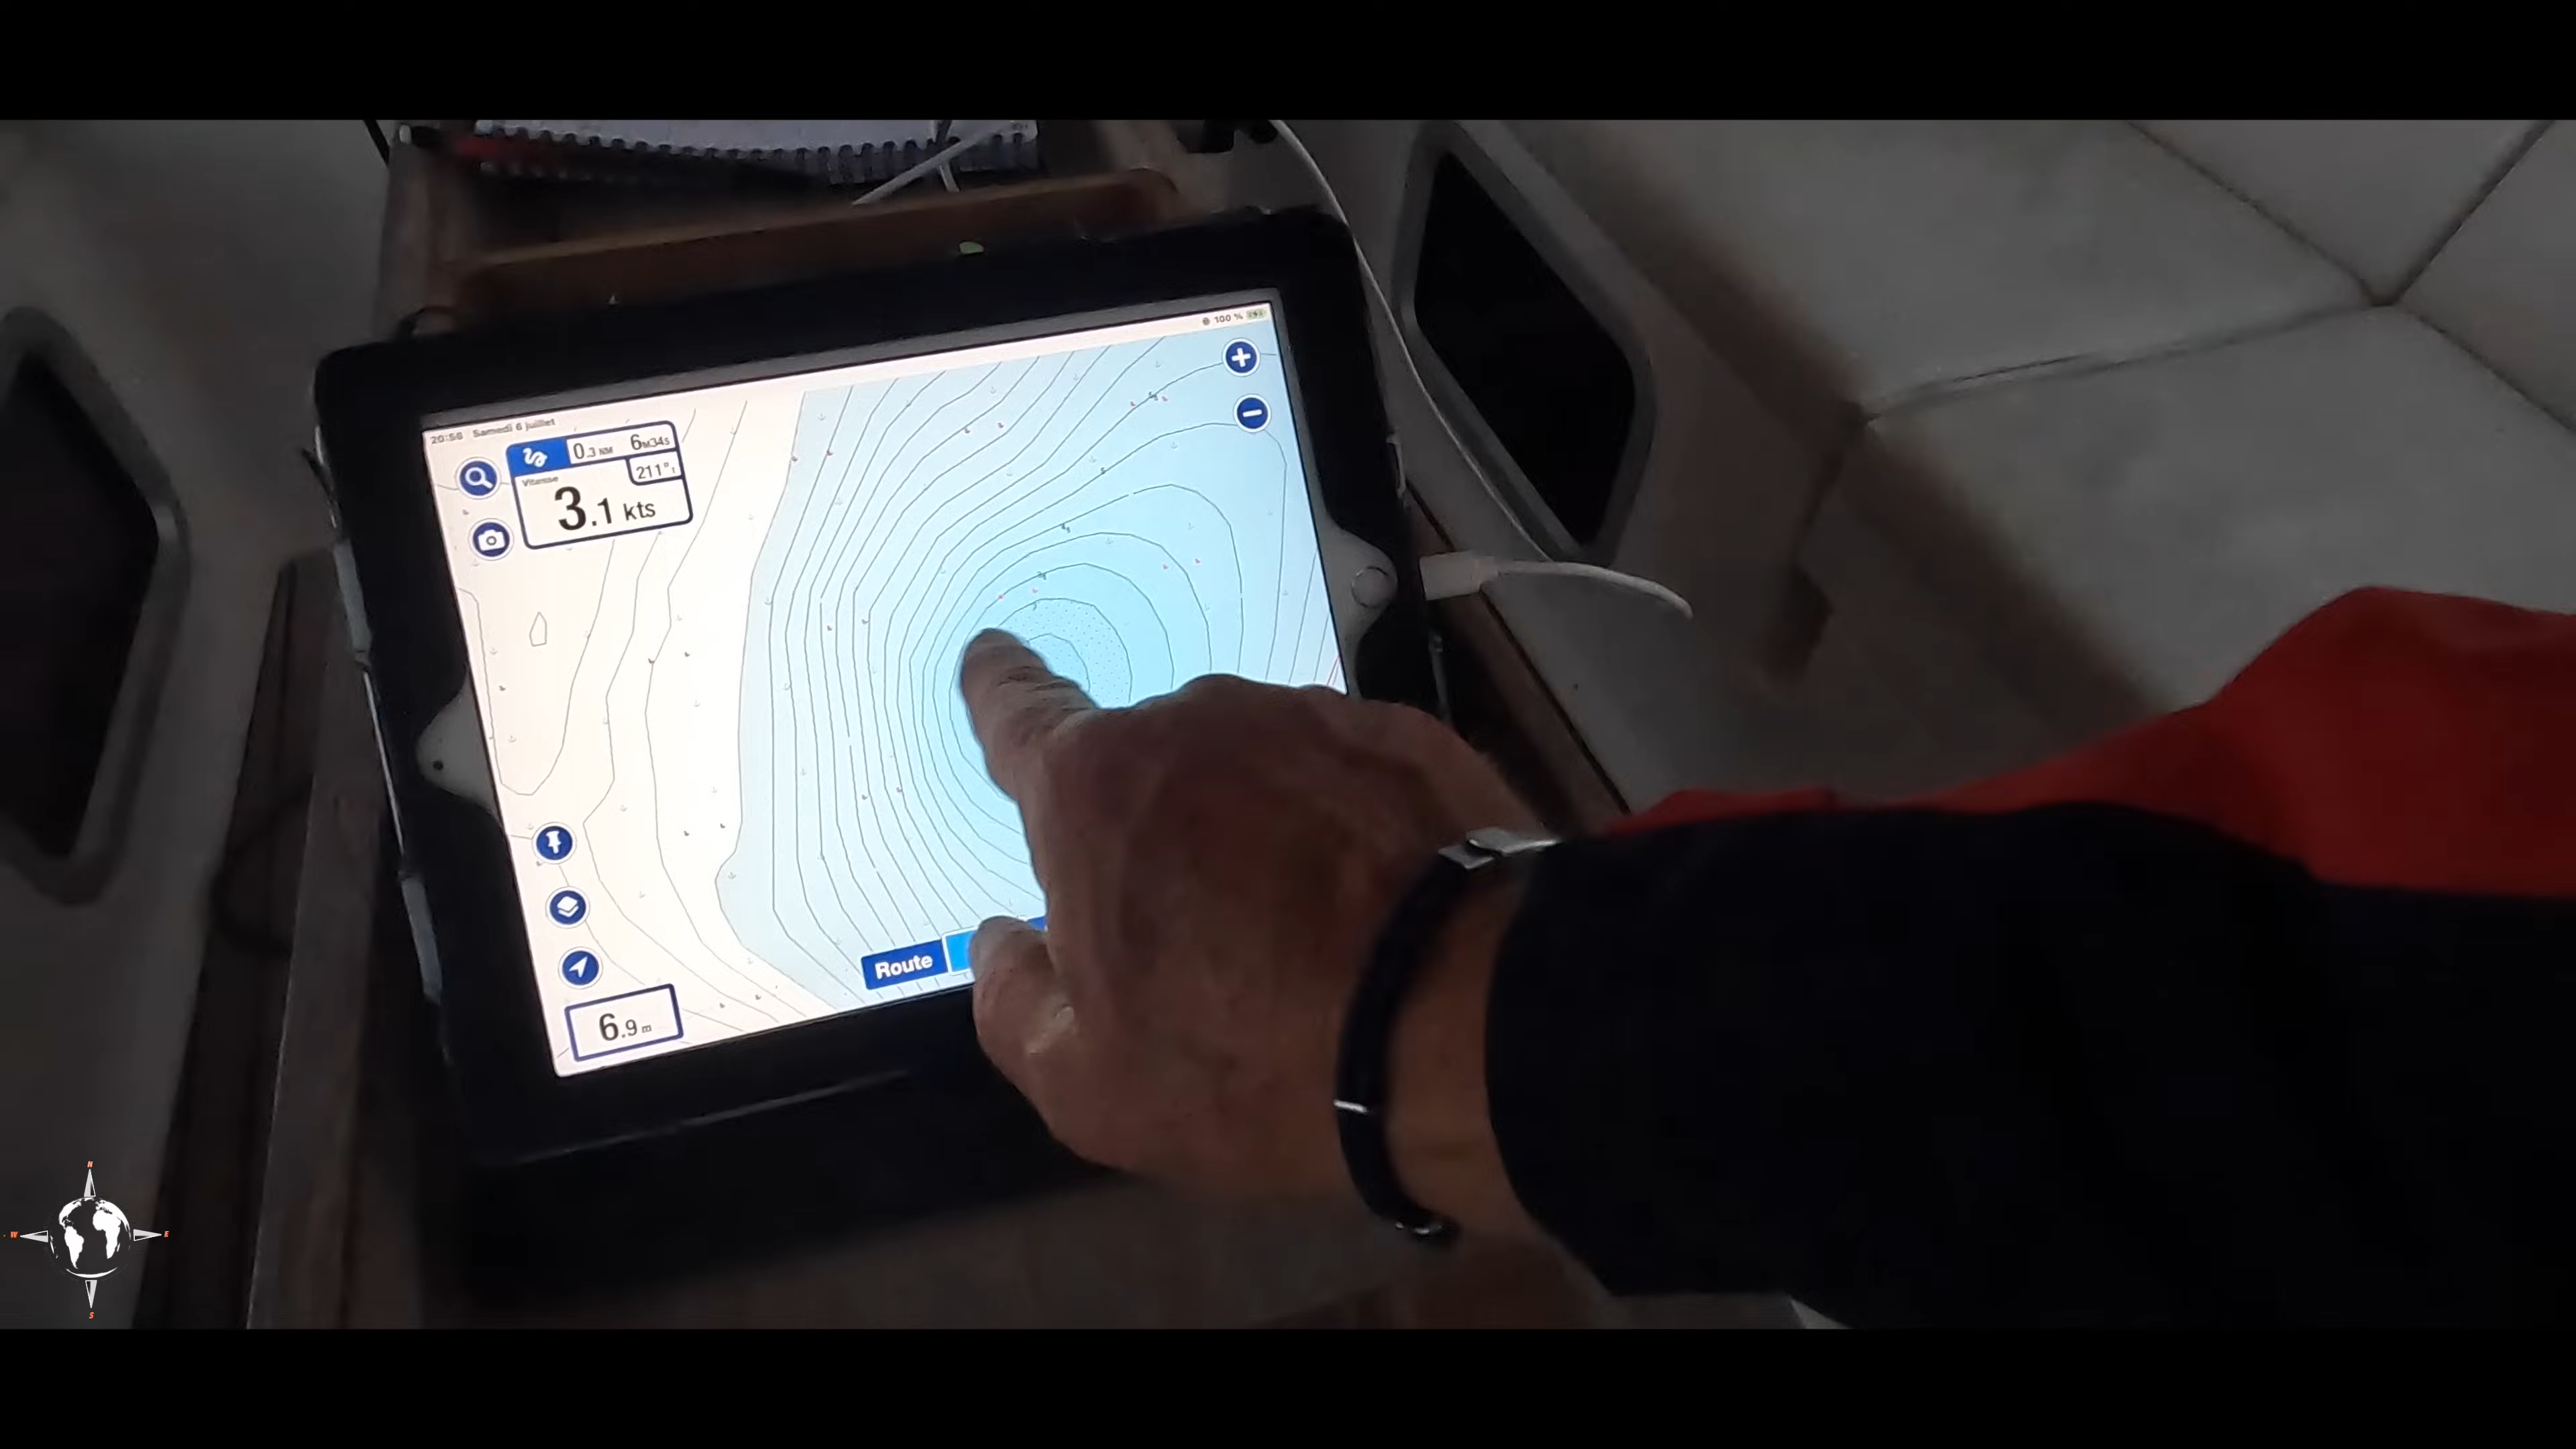 100 %
20:56 Samedi 6 juillet
0.3 NM 6M34s
211°T
Vitesse
3.1 kts
Route
6.9 m
N
W E
S